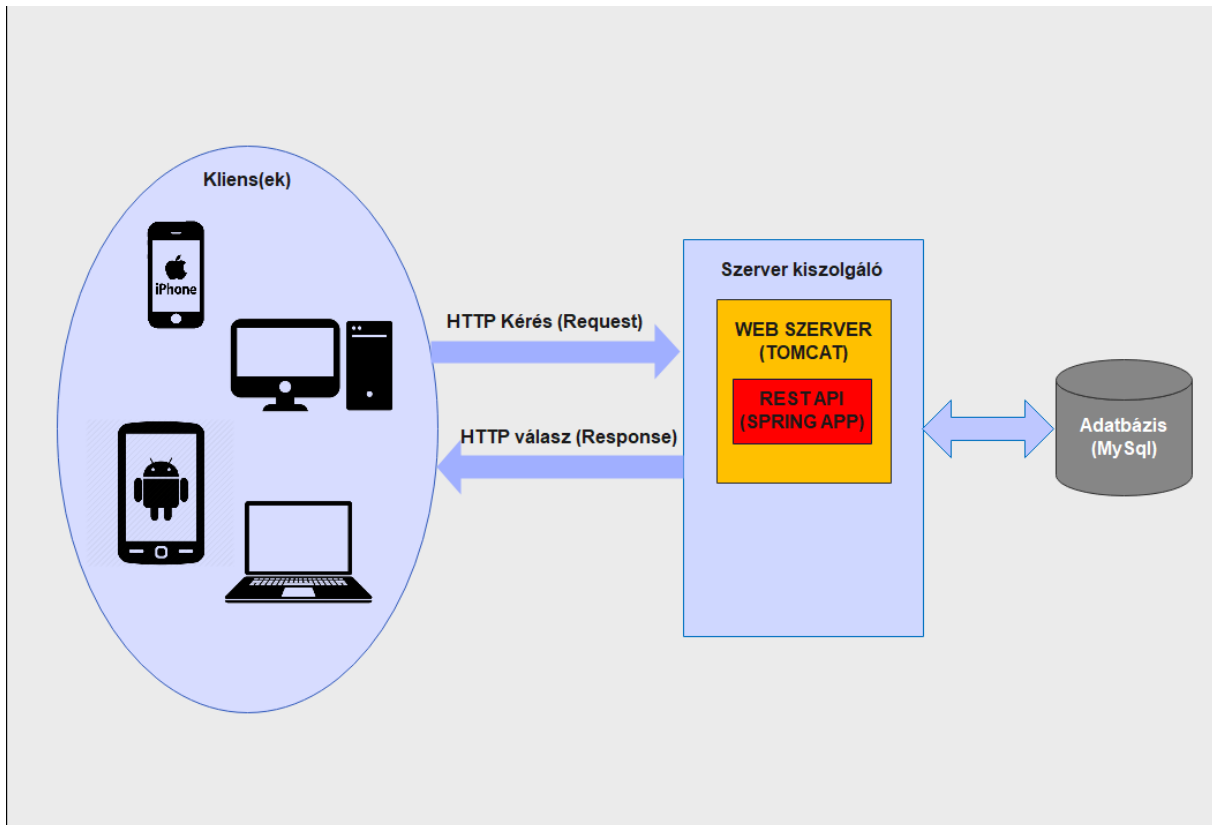 Kliens(ek)
iPhone
HTTP Kérés (Request)
HTTP válasz (Response)
Szerver kiszolgáló
WEB SZERVER
(TOMCAT)
REST API
(SPRING APP)
Adatbázis
(MySql)